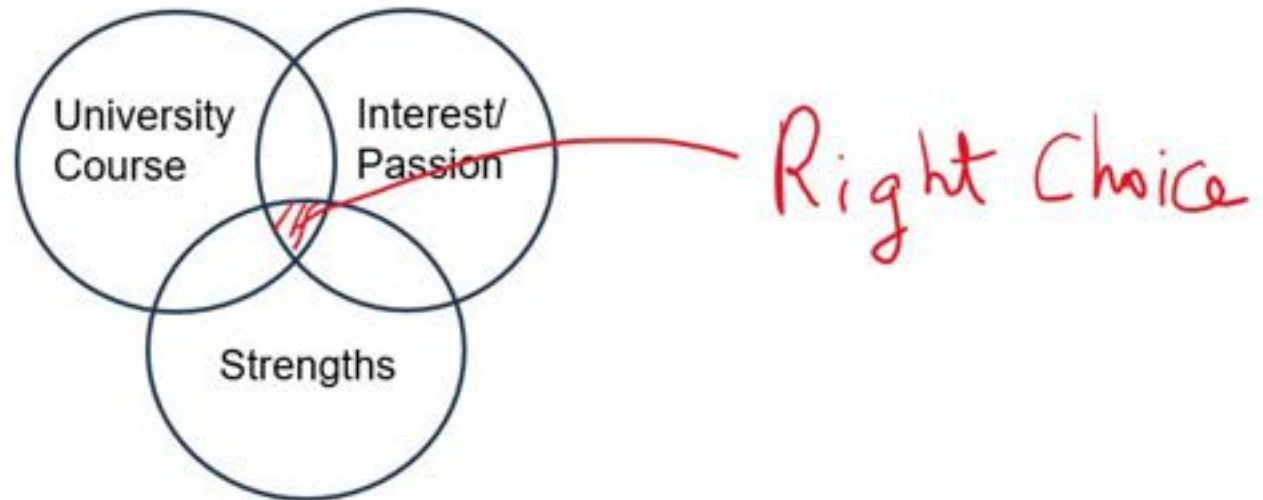 University
Course
Interest/
Passion
Right Choice
Strengths